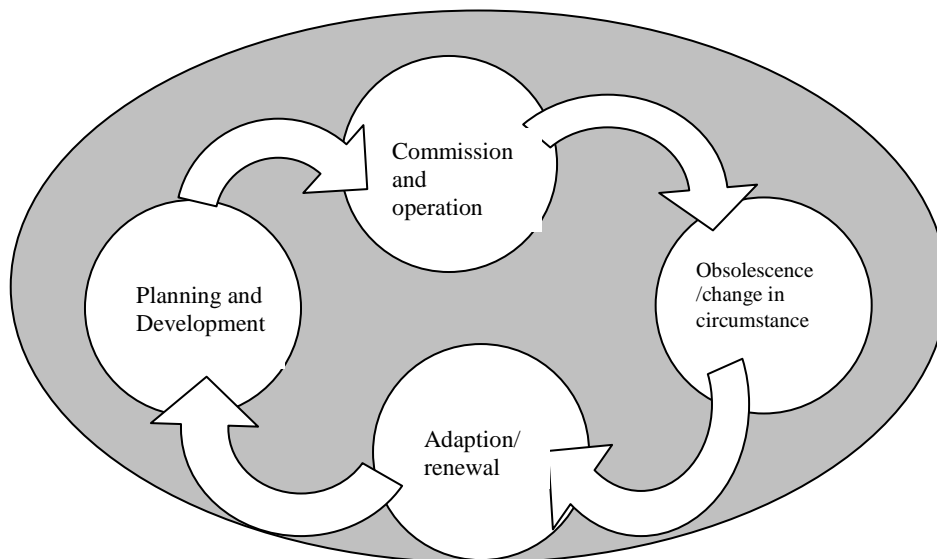 Commission
and
operation
Obsolescence
/change in
circumstance
Planning and
Development
Adaption/
renewal